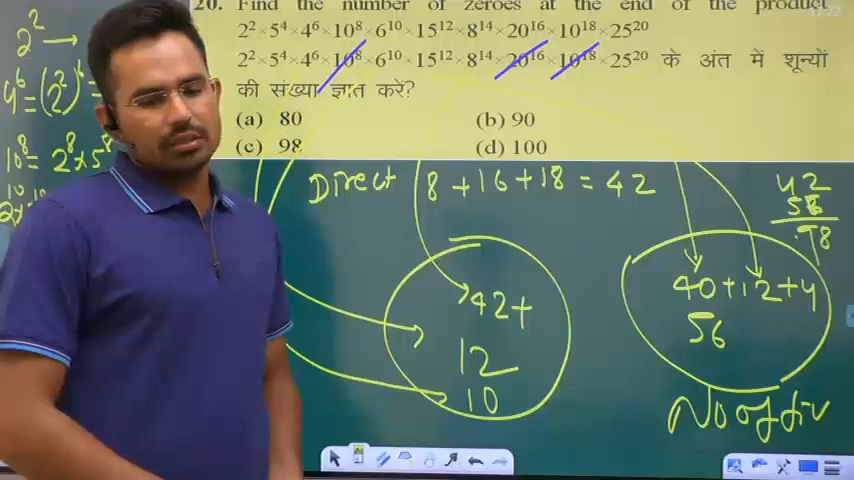 20. Find the number of zeroes at the end of the product
2² × 5⁴ × 4⁶ × 10⁸ × 6¹⁰ × 15¹² × 8¹⁴ × 20¹⁶ × 10¹⁸ × 25²⁰
2² × 5⁴ × 4⁶ × 10⁸ × 6¹⁰ × 15¹² × 8¹⁴ × 20¹⁶ × 10¹⁸ × 25²⁰ के अंत में शून्यों
की संख्या ज्ञात करें?
(a) 80 (b) 90
(c) 98 (d) 100
2² →
4⁶ = (2²)⁶ =
10⁸ = 2⁸ × 5⁸
Direct 8 + 16 + 18 = 42
42
56
98
42 +
12
10
40 + 12 + 4
56
No of div